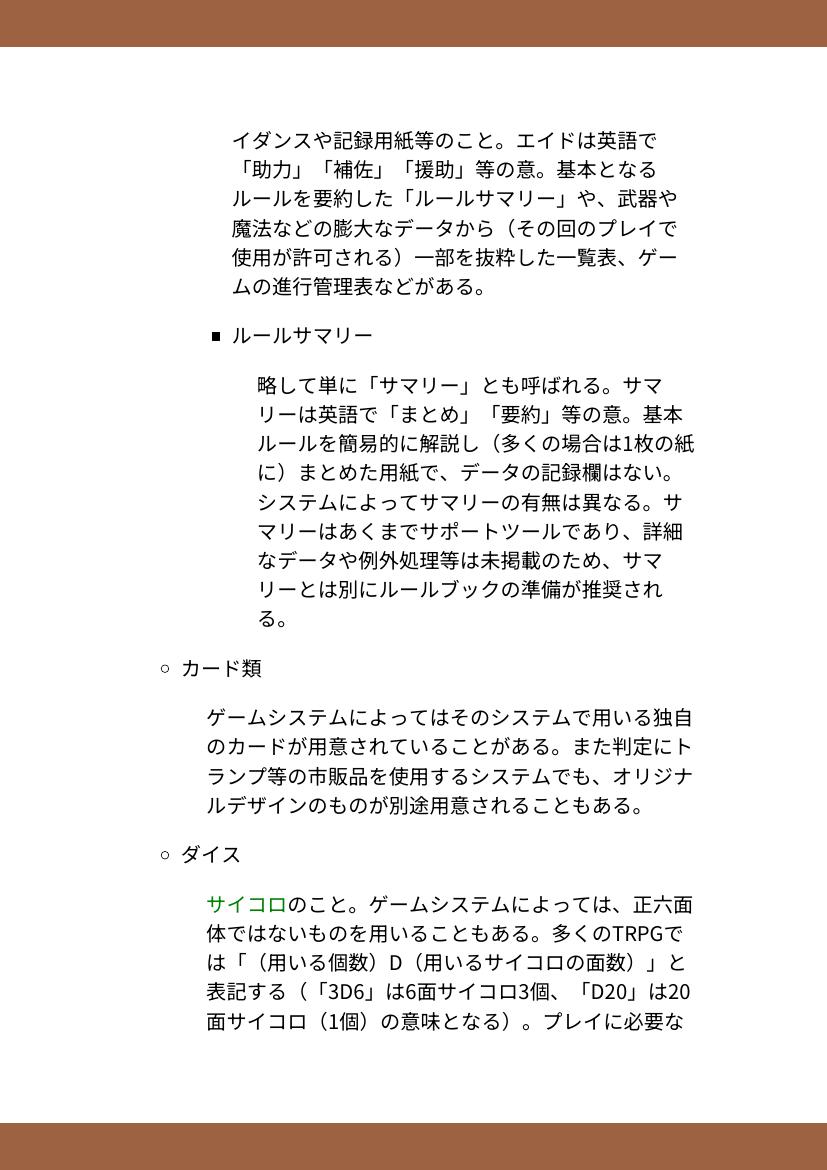 イダンスや記録用紙等のこと。エイドは英語で
「助力」「補佐」「援助」等の意。基本となる
ルールを要約した「ルールサマリー」や、武器や
魔法などの膨大なデータから（その回のプレイで
使用が許可される）一部を抜粋した一覧表、ゲー
ムの進行管理表などがある。
▪ ルールサマリー
略して単に「サマリー」とも呼ばれる。サマ
リーは英語で「まとめ」「要約」等の意。基本
ルールを簡易的に解説し（多くの場合は1枚の紙
に）まとめた用紙で、データの記録欄はない。
システムによってサマリーの有無は異なる。サ
マリーはあくまでサポートツールであり、詳細
なデータや例外処理等は未掲載のため、サマ
リーとは別にルールブックの準備が推奨され
る。
○ カード類
ゲームシステムによってはそのシステムで用いる独自
のカードが用意されていることがある。また判定にト
ランプ等の市販品を使用するシステムでも、オリジナ
ルデザインのものが別途用意されることもある。
○ ダイス
サイコロのこと。ゲームシステムによっては、正六面
体ではないものを用いることもある。多くのTRPGで
は「（用いる個数）D（用いるサイコロの面数）」と
表記する（「3D6」は6面サイコロ3個、「D20」は20
面サイコロ（1個）の意味となる）。プレイに必要な